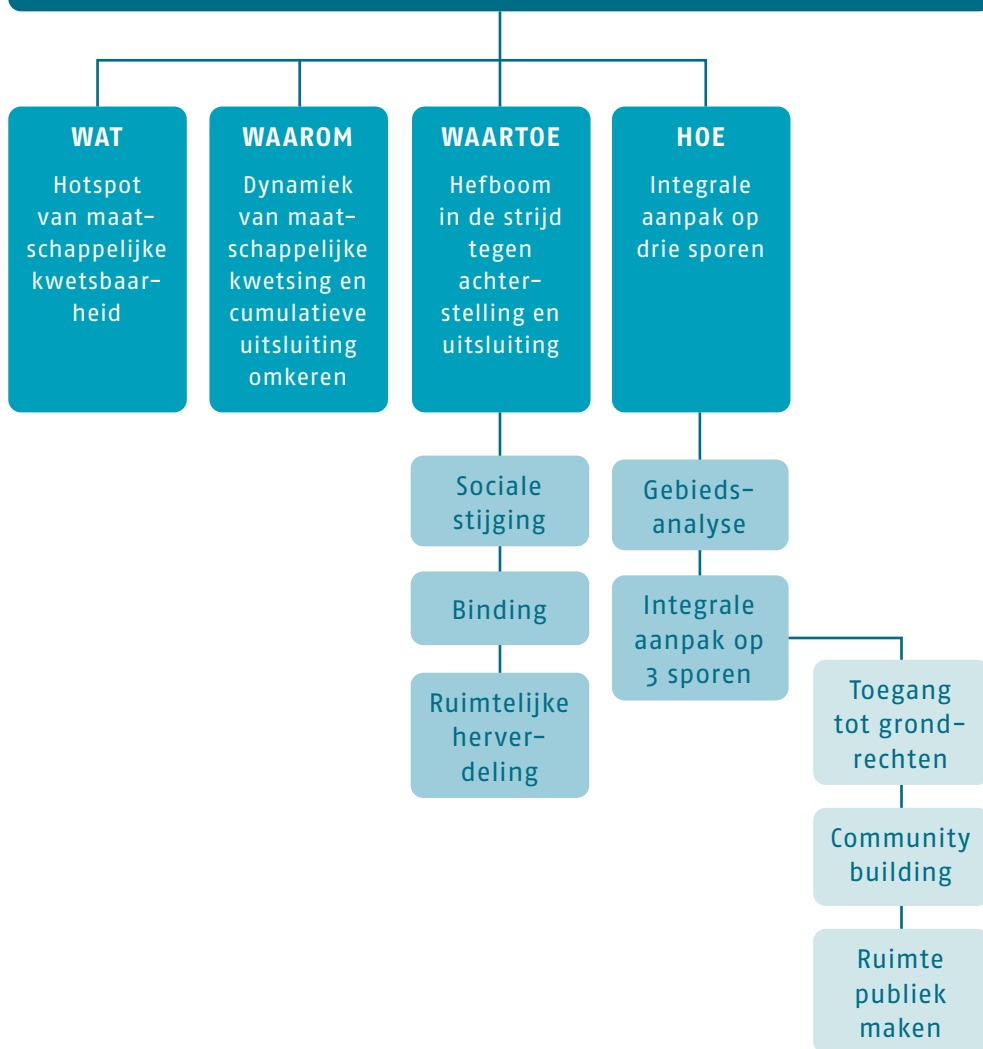 WAT
Hotspot
van maat-
schappelijke
kwetsbaar-
heid
WAAROM
Dynamiek
van maat-
schappelijke
kwetsing en
cumulatieve
uitsluiting
omkeren
WAARTOE
Hefboom
in de strijd
tegen
achter-
stelling en
uitsluiting
HOE
Integrale
aanpak op
drie sporen
Sociale
stijging
Binding
Ruimtelijke
herver-
deling
Gebieds-
analyse
Integrale
aanpak op
3 sporen
Toegang
tot grond-
rechten
Community
building
Ruimte
publiek
maken